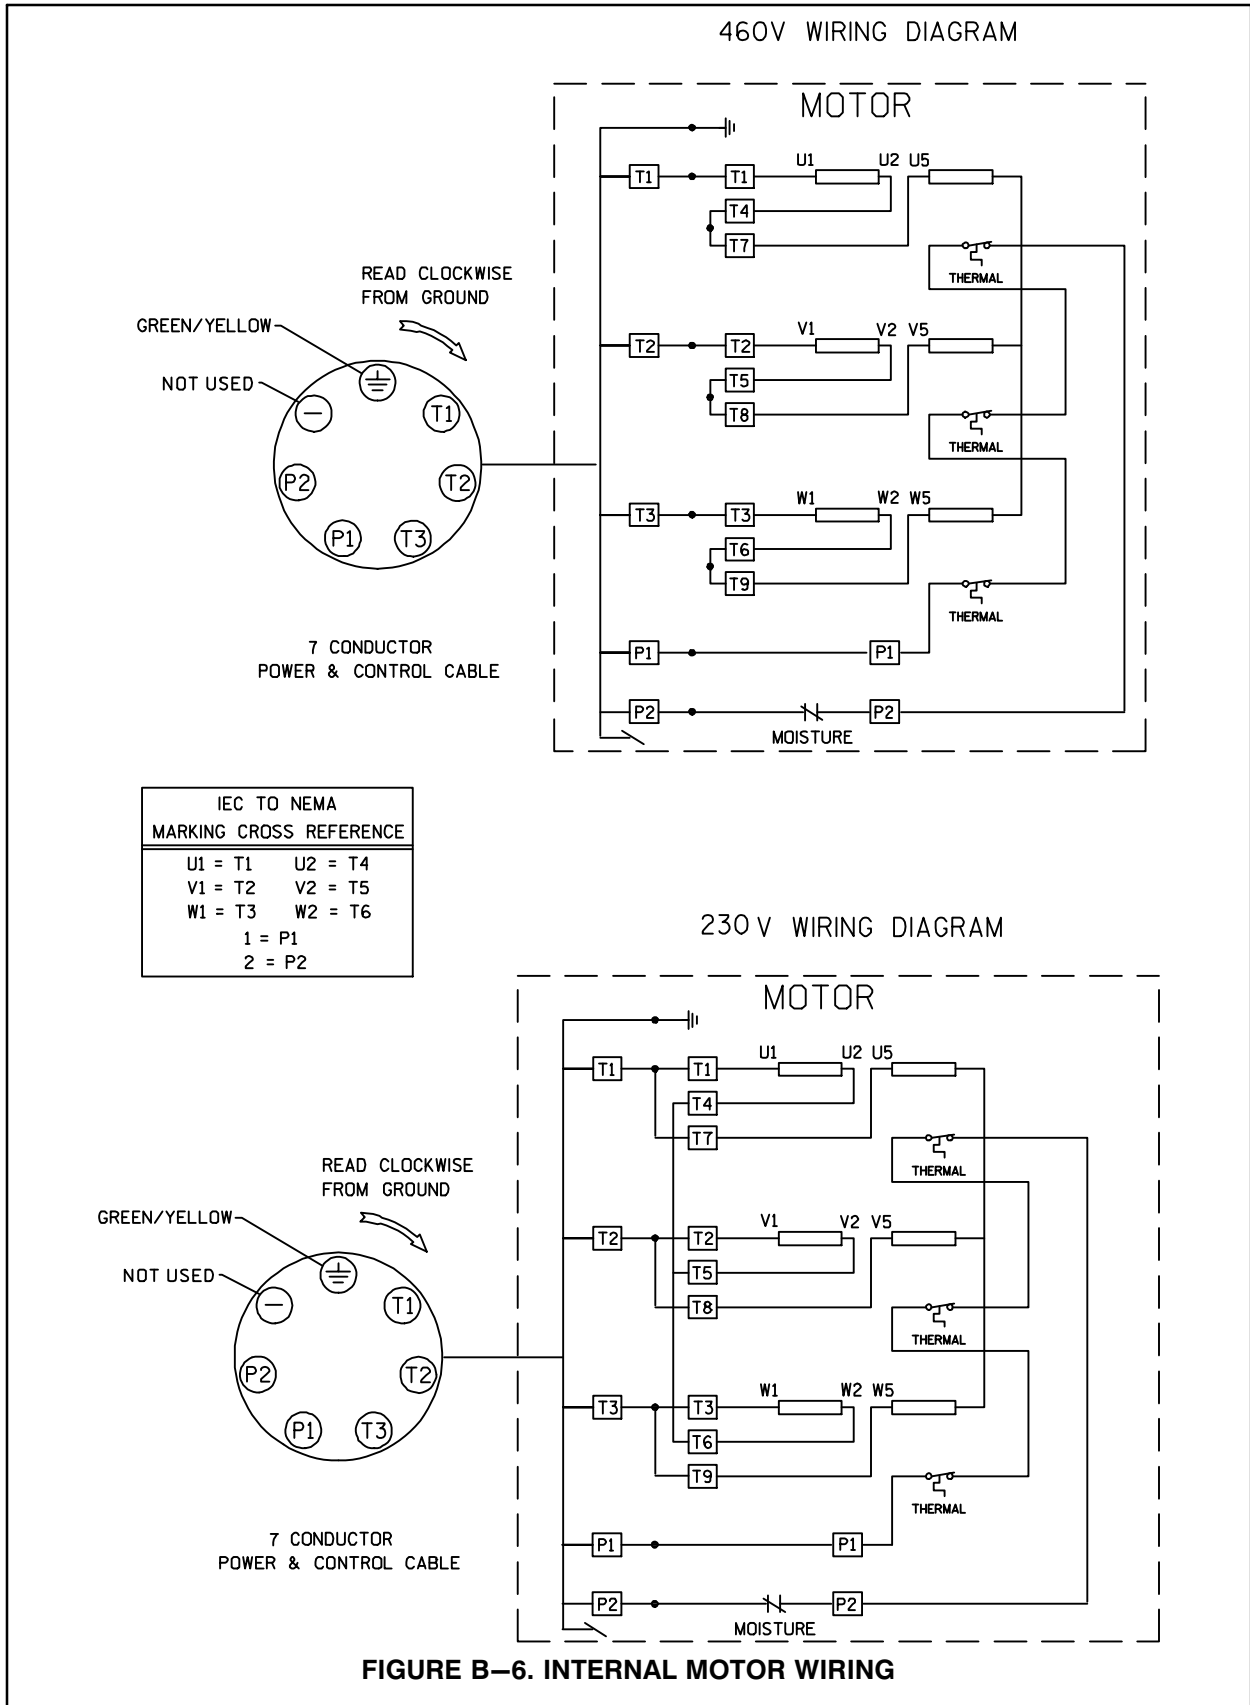 460V WIRING DIAGRAM
MOTOR
T1 T1 U1 U2 U5
T4
T7
THERMAL
READ CLOCKWISE
FROM GROUND
GREEN/YELLOW
NOT USED
T1
T2
T3
P1
P2
T2 T2 V1 V2 V5
T5
T8
THERMAL
T3 T3 W1 W2 W5
T6
T9
THERMAL
7 CONDUCTOR
POWER & CONTROL CABLE
P1 P1
P2 P2
MOISTURE
IEC TO NEMA
MARKING CROSS REFERENCE
U1 = T1 U2 = T4
V1 = T2 V2 = T5
W1 = T3 W2 = T6
1 = P1
2 = P2
230 V WIRING DIAGRAM
MOTOR
T1 T1 U1 U2 U5
T4
T7
THERMAL
READ CLOCKWISE
FROM GROUND
GREEN/YELLOW
NOT USED
T1
T2
T3
P1
P2
T2 T2 V1 V2 V5
T5
T8
THERMAL
T3 T3 W1 W2 W5
T6
T9
THERMAL
7 CONDUCTOR
POWER & CONTROL CABLE
P1 P1
P2 P2
MOISTURE
FIGURE B–6. INTERNAL MOTOR WIRING